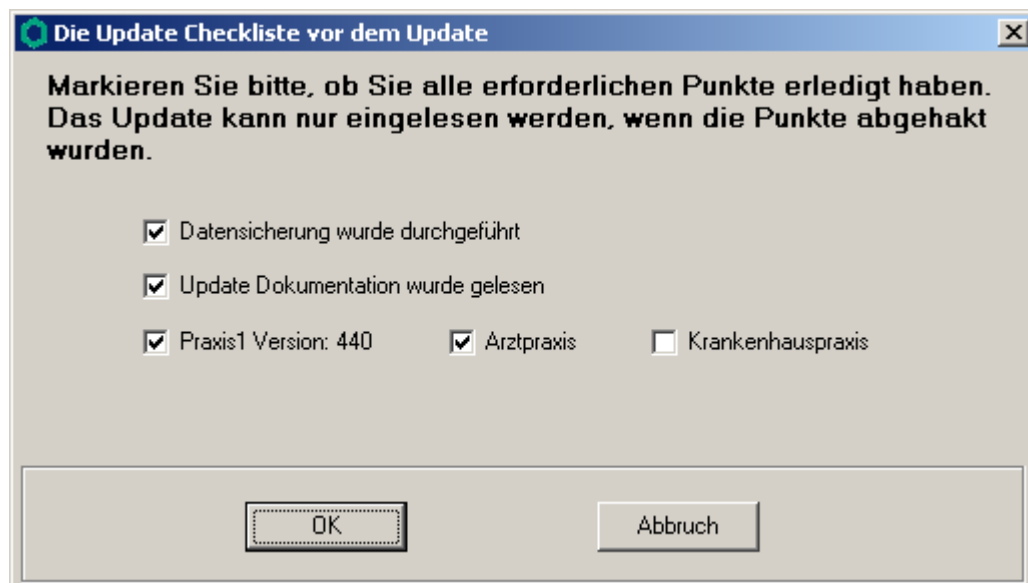 Die Update Checkliste vor dem Update
Markieren Sie bitte, ob Sie alle erforderlichen Punkte erledigt haben.
Das Update kann nur eingelesen werden, wenn die Punkte abgehakt
wurden.
Datensicherung wurde durchgeführt
Update Dokumentation wurde gelesen
Praxis1 Version: 440 Arztpraxis Krankenhauspraxis
OK Abbruch